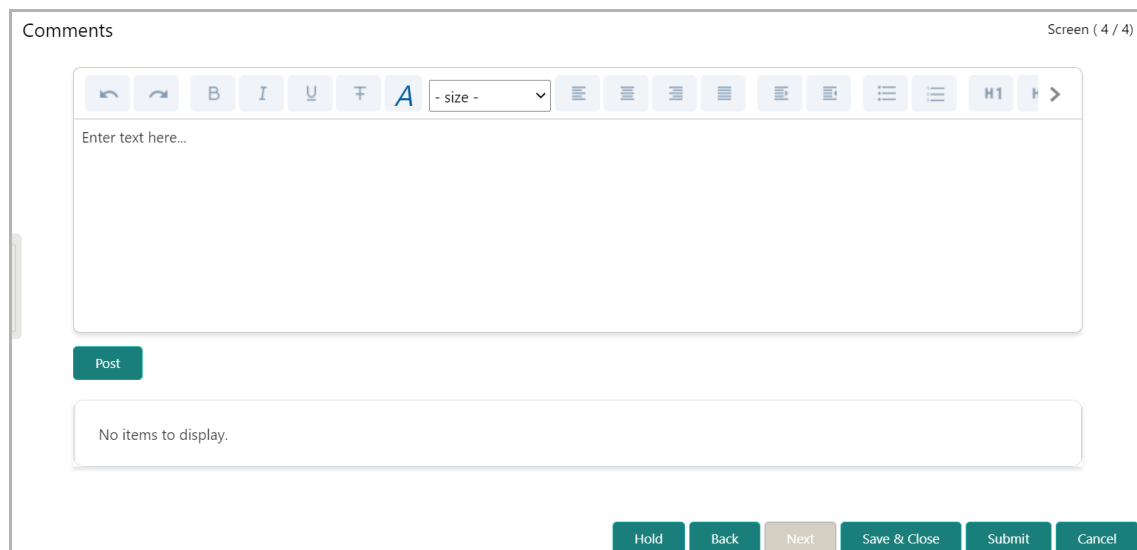 Comments
Screen ( 4 / 4)
B I U T A - size - H1
Enter text here...
Post
No items to display.
Hold Back Next Save & Close Submit Cancel